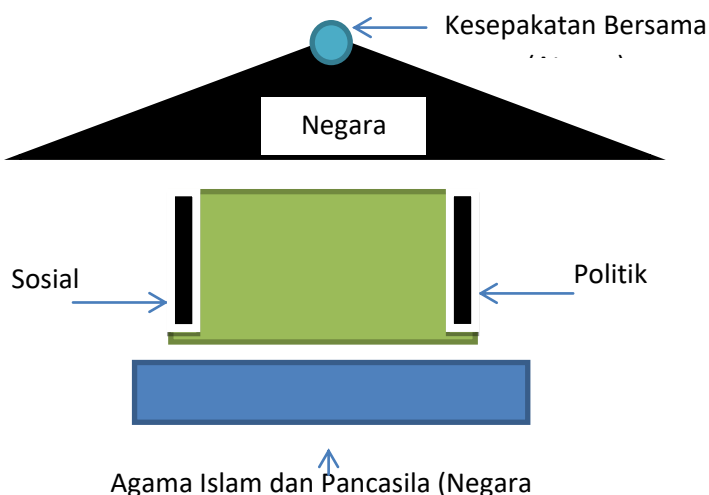 Kesepakatan Bersama
Negara
Sosial
Politik
Agama Islam dan Pancasila (Negara